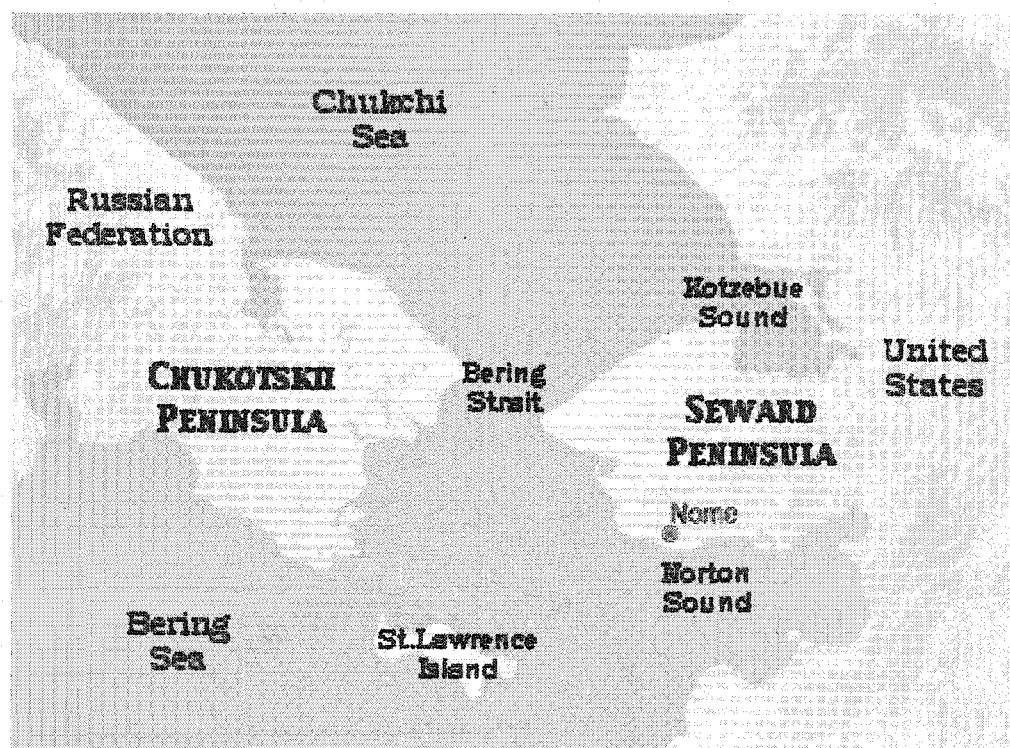 Chukchi
Sea
Russian
Federation
Kotzebue
Sound
United
States
CHUKOTSKII
PENINSULA
Bering
Strait
SEWARD
PENINSULA
Nome
Norton
Sound
Bering
Sea
St.Lawrence
Island